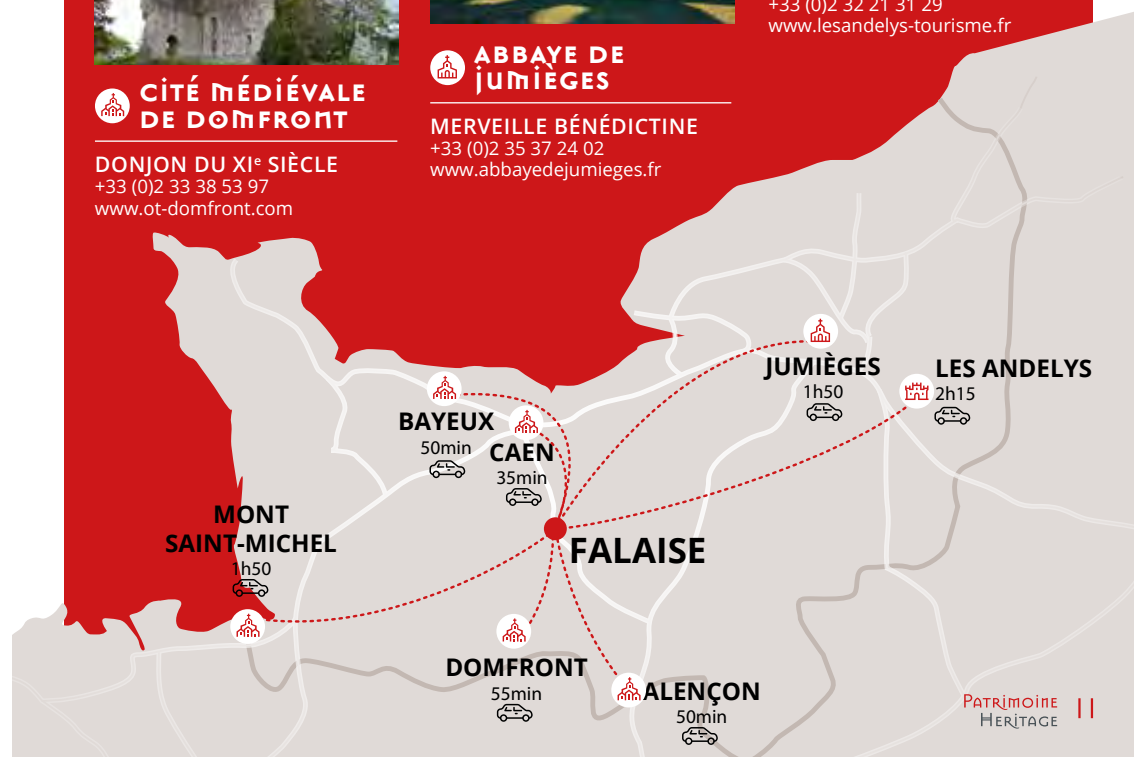 CITÉ MÉDIÉVALE
DE DOMFRONT
DONJON DU XIe SIÈCLE
+33 (0)2 33 38 53 97
www.ot-domfront.com
ABBAYE DE
JUMIÈGES
MERVEILLE BÉNÉDICTINE
+33 (0)2 35 37 24 02
www.abbayedejumieges.fr
+33 (0)2 32 21 31 29
www.lesandelys-tourisme.fr
JUMIÈGES
1h50
LES ANDELYS
2h15
BAYEUX
50min
CAEN
35min
MONT
SAINT-MICHEL
1h50
FALAISE
DOMFRONT
55min
ALENÇON
50min
PATRIMOINE
HERITAGE
11